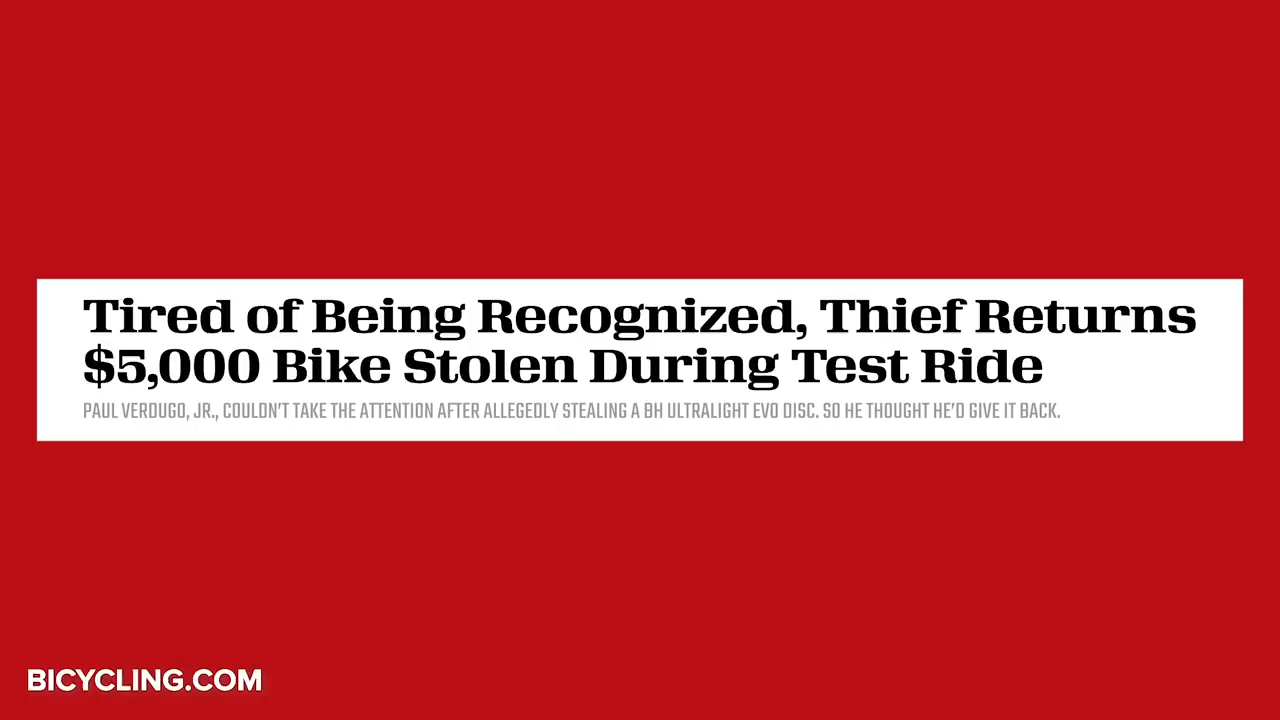 Tired of Being Recognized, Thief Returns
$5,000 Bike Stolen During Test Ride
PAUL VERDUGO, JR., COULDN'T TAKE THE ATTENTION AFTER ALLEGEDLY STEALING A BH ULTRALIGHT EVO DISC. SO HE THOUGHT HE'D GIVE IT BACK.
BICYCLING.COM